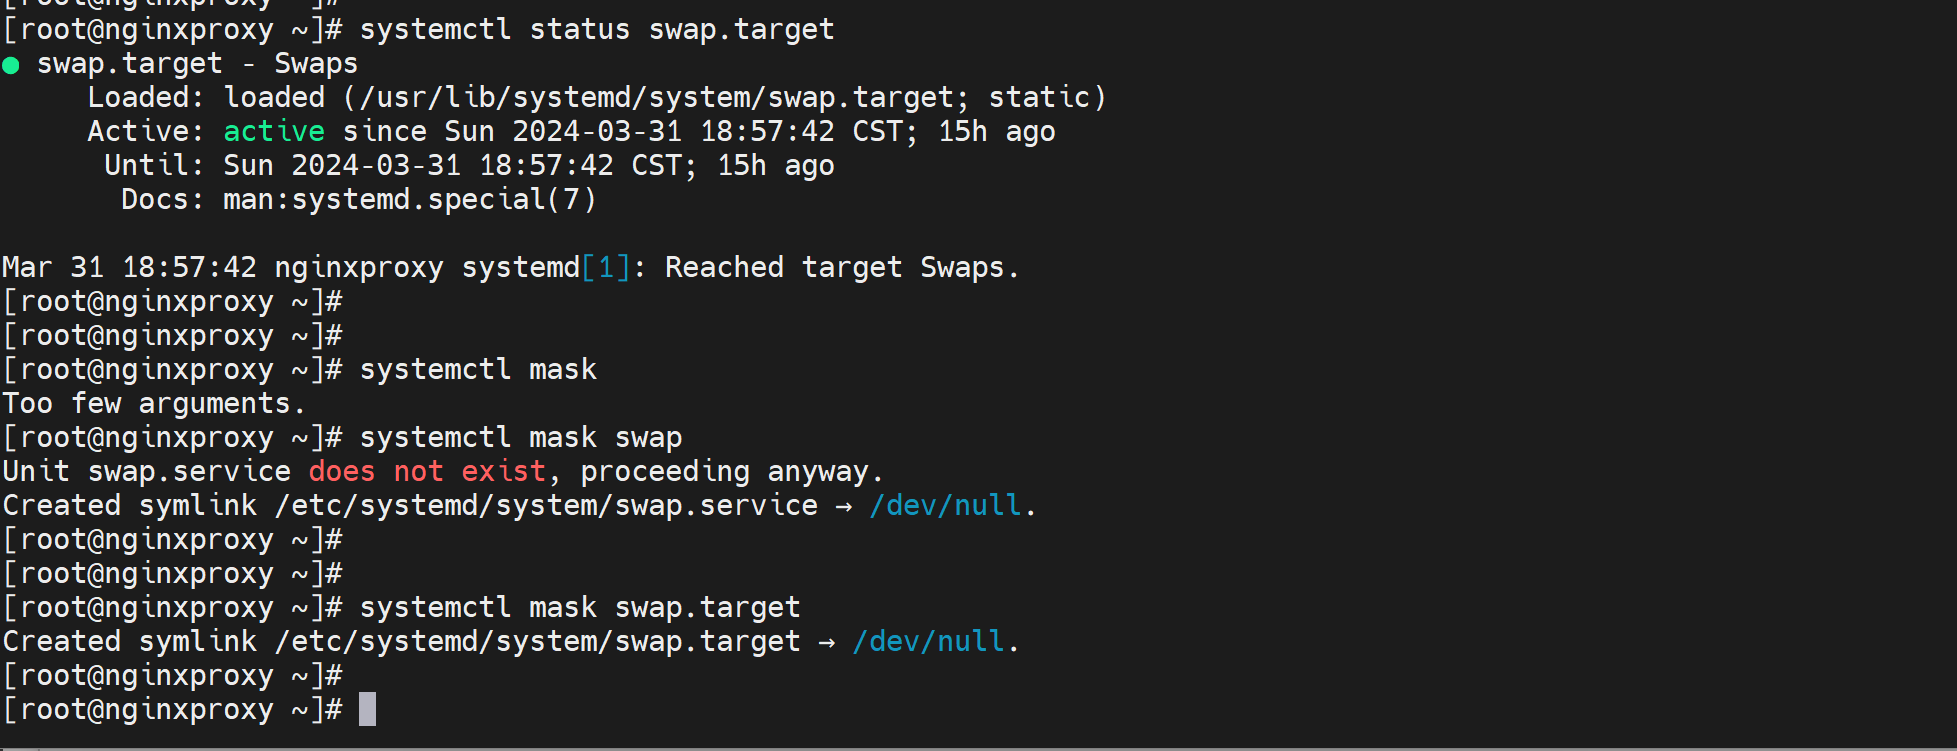 [root@nginxproxy ~]#
[root@nginxproxy ~]# systemctl status swap.target
● swap.target - Swaps
     Loaded: loaded (/usr/lib/systemd/system/swap.target; static)
     Active: active since Sun 2024-03-31 18:57:42 CST; 15h ago
      Until: Sun 2024-03-31 18:57:42 CST; 15h ago
       Docs: man:systemd.special(7)

Mar 31 18:57:42 nginxproxy systemd[1]: Reached target Swaps.
[root@nginxproxy ~]#
[root@nginxproxy ~]#
[root@nginxproxy ~]# systemctl mask
Too few arguments.
[root@nginxproxy ~]# systemctl mask swap
Unit swap.service does not exist, proceeding anyway.
Created symlink /etc/systemd/system/swap.service → /dev/null.
[root@nginxproxy ~]#
[root@nginxproxy ~]#
[root@nginxproxy ~]# systemctl mask swap.target
Created symlink /etc/systemd/system/swap.target → /dev/null.
[root@nginxproxy ~]#
[root@nginxproxy ~]#